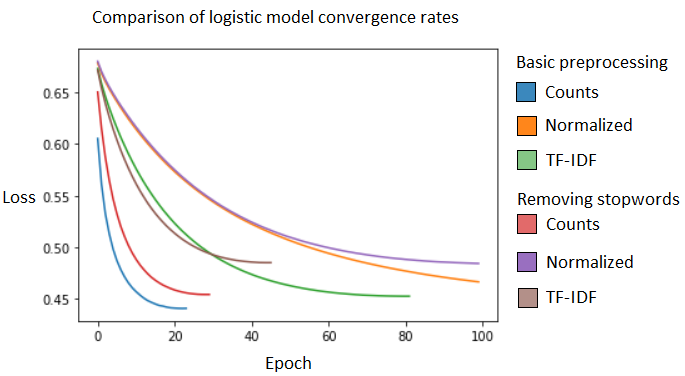 Comparison of logistic model convergence rates
Basic preprocessing
Counts
Normalized
TF-IDF
Removing stopwords
Counts
Normalized
TF-IDF
Loss
0.65
0.60
0.55
0.50
0.45
0 20 40 60 80 100
Epoch